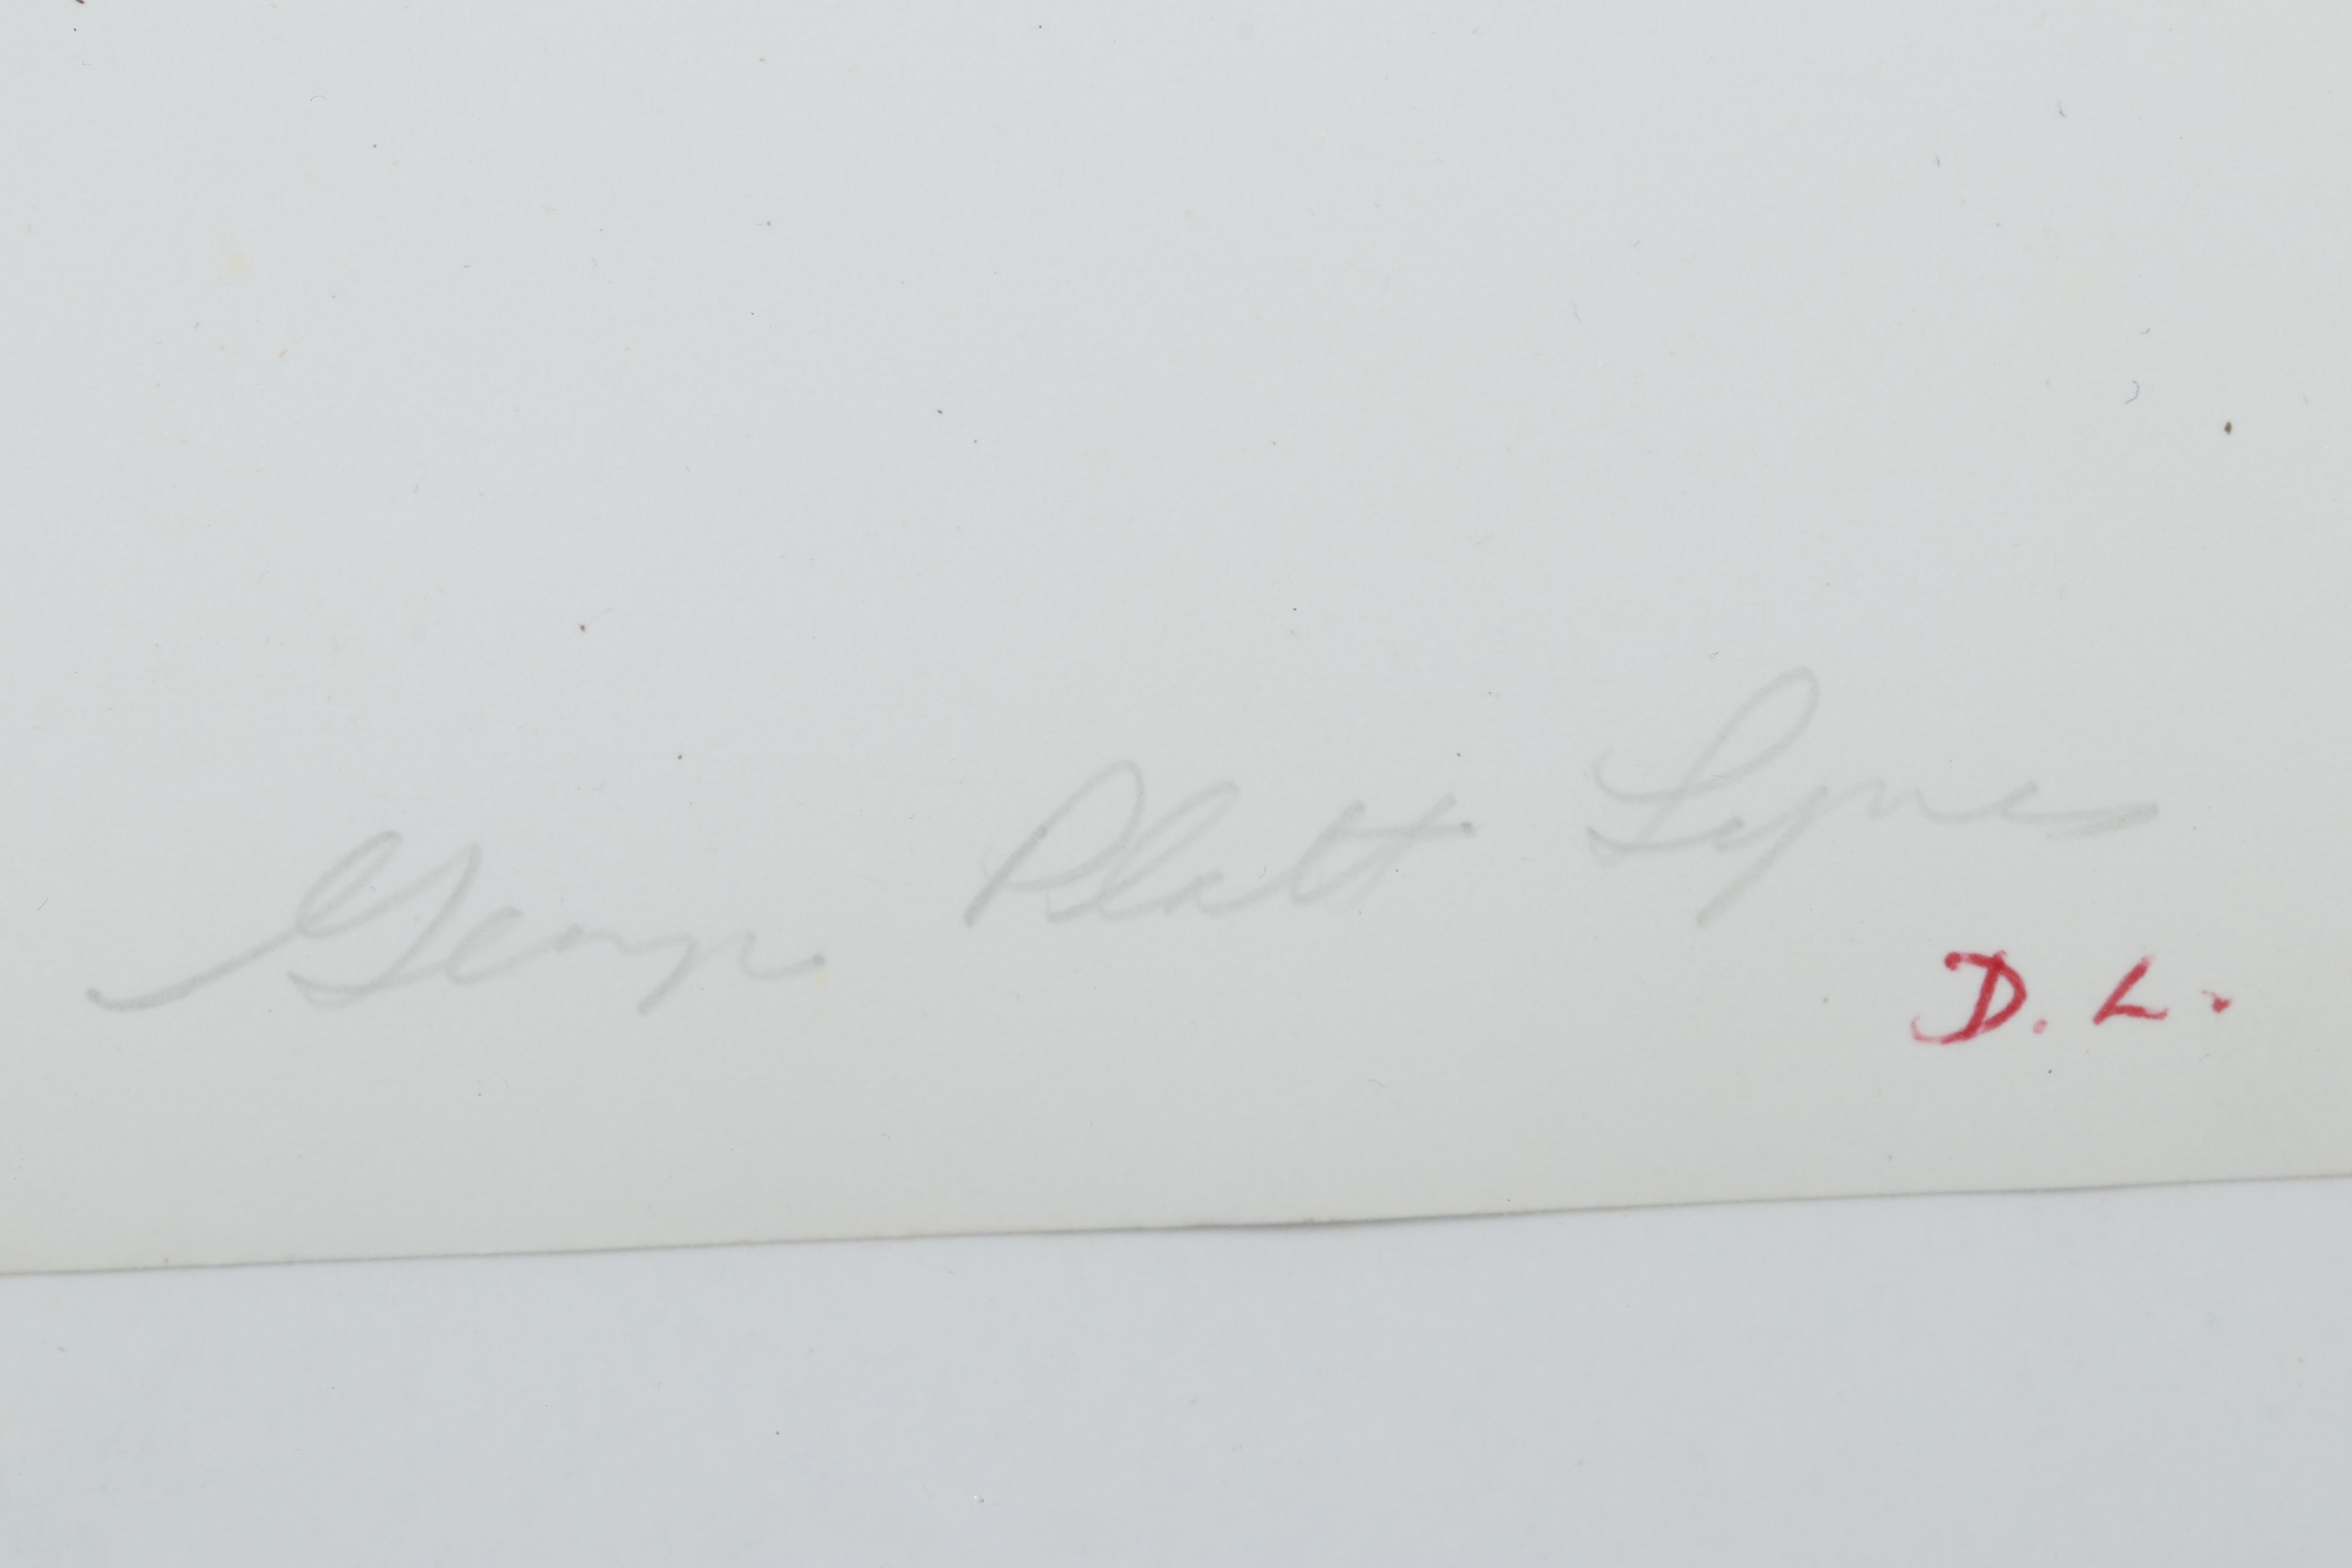 George Platt Lynes
D. L.